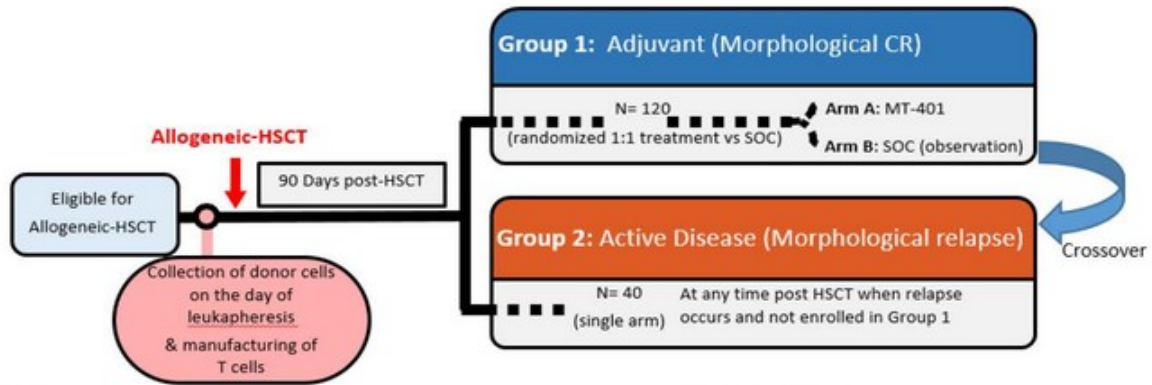 Group 1: Adjuvant (Morphological CR)
N= 120
(randomized 1:1 treatment vs SOC)
Arm A: MT-401
Arm B: SOC (observation)
Allogeneic-HSCT
90 Days post-HSCT
Eligible for
Allogeneic-HSCT
Collection of donor cells
on the day of
leukapheresis
& manufacturing of
T cells
Group 2: Active Disease (Morphological relapse)
N= 40
(single arm)
At any time post HSCT when relapse
occurs and not enrolled in Group 1
Crossover